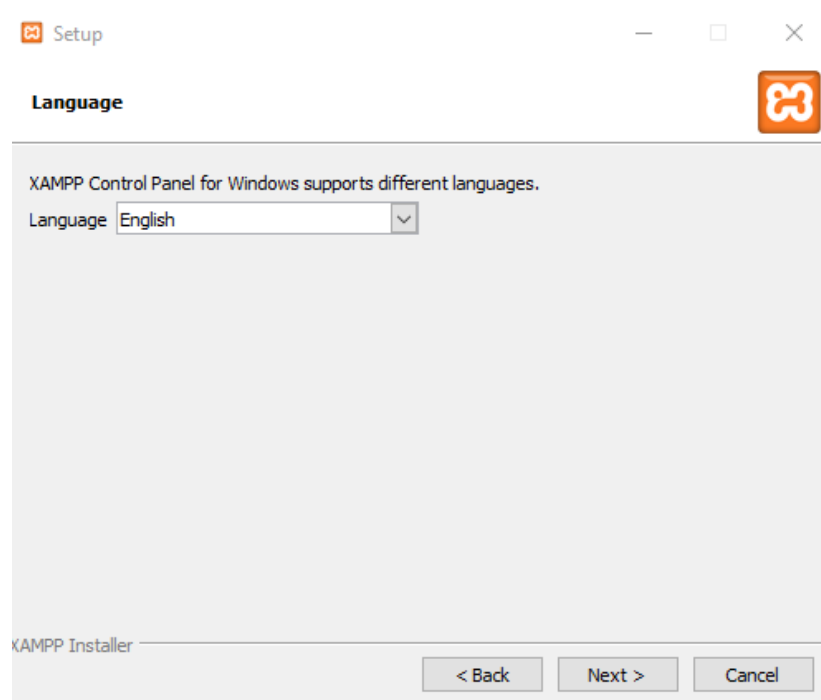 Setup
Language
XAMPP Control Panel for Windows supports different languages.
Language English
XAMPP Installer
< Back Next > Cancel